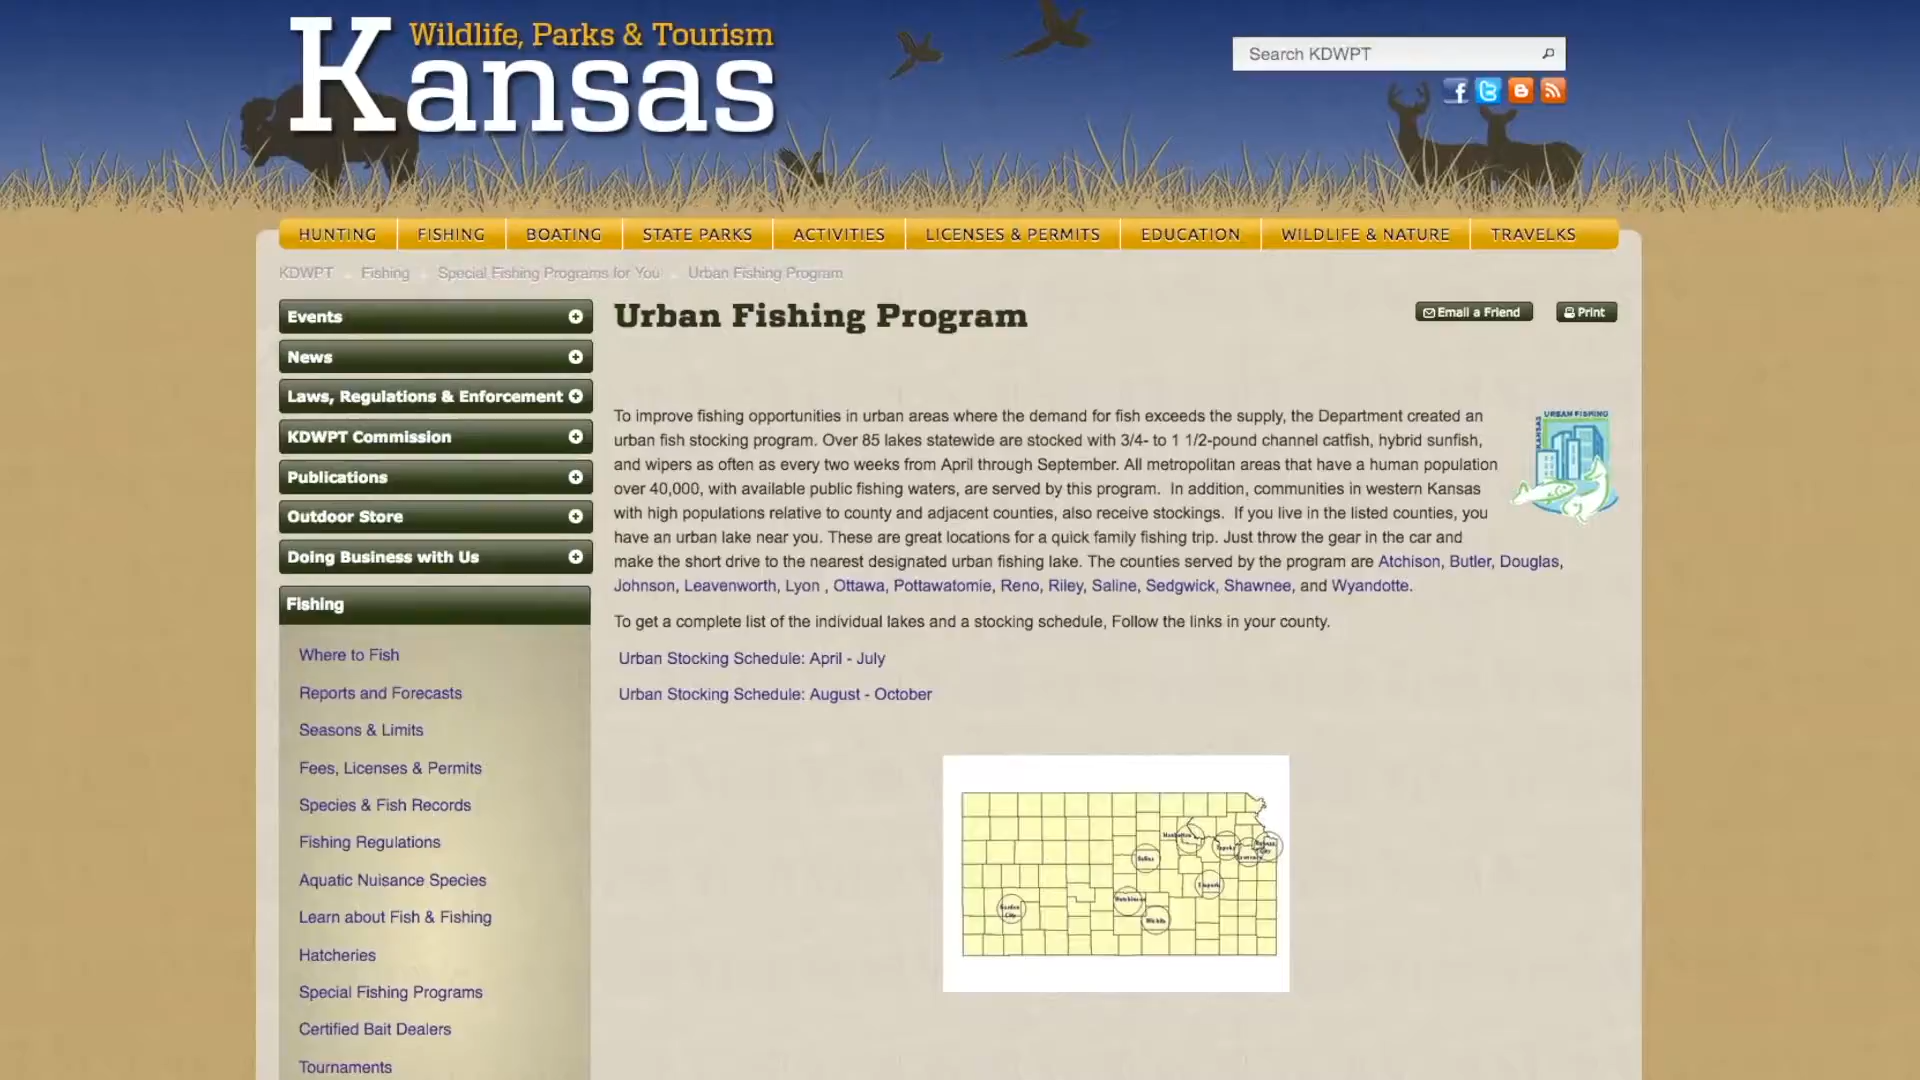 Wildlife, Parks & Tourism
Kansas
Search KDWPT
HUNTING
FISHING
BOATING
STATE PARKS
ACTIVITIES
LICENSES & PERMITS
EDUCATION
WILDLIFE & NATURE
TRAVELKS
KDWPT
Fishing
Special Fishing Programs for You
Urban Fishing Program
Events
News
Laws, Regulations & Enforcement
KDWPT Commission
Publications
Outdoor Store
Doing Business with Us
Fishing
Where to Fish
Reports and Forecasts
Seasons & Limits
Fees, Licenses & Permits
Species & Fish Records
Fishing Regulations
Aquatic Nuisance Species
Learn about Fish & Fishing
Hatcheries
Special Fishing Programs
Certified Bait Dealers
Tournaments
Urban Fishing Program
Email a Friend
Print
To improve fishing opportunities in urban areas where the demand for fish exceeds the supply, the Department created an
urban fish stocking program. Over 85 lakes statewide are stocked with 3/4- to 1 1/2-pound channel catfish, hybrid sunfish,
and wipers as often as every two weeks from April through September. All metropolitan areas that have a human population
over 40,000, with available public fishing waters, are served by this program.  In addition, communities in western Kansas
with high populations relative to county and adjacent counties, also receive stockings.  If you live in the listed counties, you
have an urban lake near you. These are great locations for a quick family fishing trip. Just throw the gear in the car and
make the short drive to the nearest designated urban fishing lake. The counties served by the program are Atchison, Butler, Douglas,
Johnson, Leavenworth, Lyon , Ottawa, Pottawatomie, Reno, Riley, Saline, Sedgwick, Shawnee, and Wyandotte.
URBAN FISHING
KANSAS
To get a complete list of the individual lakes and a stocking schedule, Follow the links in your county.
Urban Stocking Schedule: April - July
Urban Stocking Schedule: August - October
Manhattan
Topeka
Kansas
City
Salina
Emporia
Hutchinson
Garden
City
Wichita